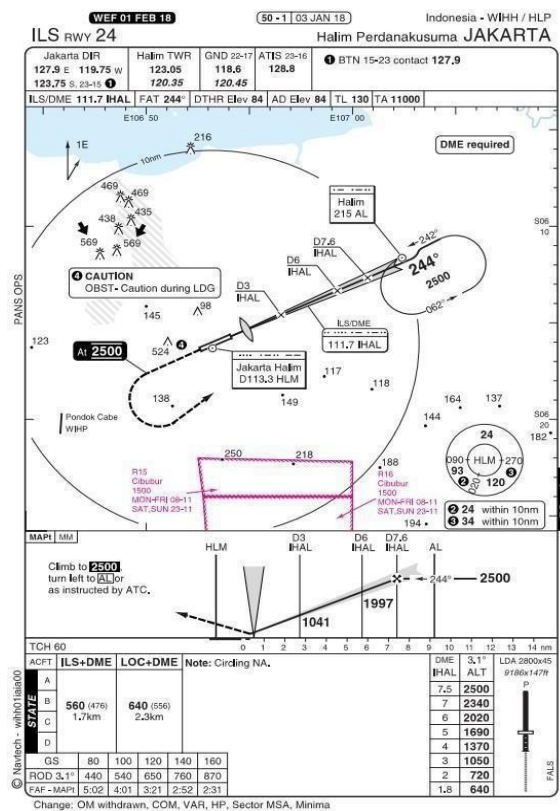 WEF 01 FEB 18
50 - 1 03 JAN 18
Indonesia - WIHH / HLP
ILS RWY 24
Halim Perdanakusuma JAKARTA
Jakarta DIR
127.9 E 119.75 W
123.75 S, 23-15 1
Halim TWR
123.05
120.35
GND 22-17
118.6
120.45
ATIS 23-16
128.8
1 BTN 15-23 contact 127.9
ILS/DME 111.7 IHAL FAT 244° DTHR Elev 84 AD Elev 84 TL 130 TA 11000
E106 50
E107 00
1E
216
10nm
DME required
469
469
435
438
569
569
Halim
215 AL
S06
10
D7.6
IHAL
D6
IHAL
242°
244°
2500
062°
4 CAUTION
OBST - Caution during LDG
D3
IHAL
PANS OPS
145
98
ILS/DME
111.7 IHAL
123
At 2500
524 4
Jakarta Halim
D113.3 HLM
117
118
138
149
164
137
144
S06
20
182
Pondok Cabe
WIHP
24
090 HLM 270
93
2
D20
120
3
250
218
188
R15
Cibubur
1500
MON-FRI 08-11
SAT,SUN 23-11
R16
Cibubur
1500
MON-FRI 08-11
SAT,SUN 23-11
194
2 24 within 10nm
3 34 within 10nm
MAPt MM
HLM
D3
IHAL
D6
IHAL
D7.6
IHAL
AL
Climb to 2500,
turn left to AL or
as instructed by ATC.
244° 2500
1997
1041
TCH 60
0 1 2 3 4 5 6 7 8 9 10 11 12 13 14 nm
ACFT ILS+DME LOC+DME Note: Circling NA.
STATE
A
B
C
D
560 (476)
1.7km
640 (556)
2.3km
GS 80 100 120 140 160
ROD 3.1° 440 540 650 760 870
FAF - MAPt 5:02 4:01 3:21 2:52 2:31
DME IHAL 3.1° ALT
7.5 2500
7 2340
6 2020
5 1690
4 1370
3 1050
2 720
1.8 640
LDA 2800x45
9186x147ft
P
FALS
© Navtech - wihh01iaia00
Change: OM withdrawn, COM, VAR, HP, Sector MSA, Minima